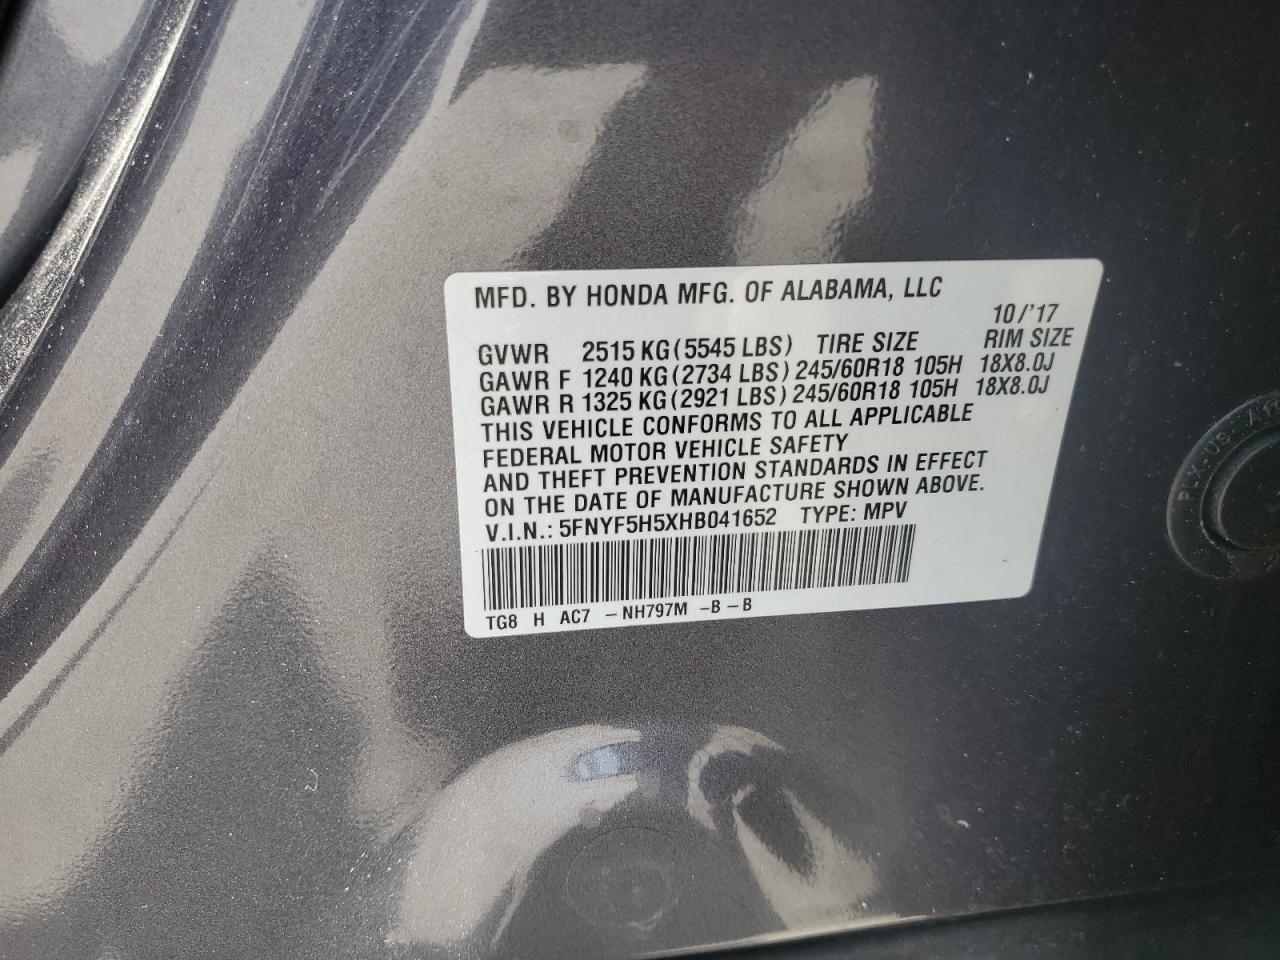 MFD. BY HONDA MFG. OF ALABAMA, LLC
10/'17
GVWR 2515 KG (5545 LBS) TIRE SIZE RIM SIZE
GAWR F 1240 KG (2734 LBS) 245/60R18 105H 18X8.0J
GAWR R 1325 KG (2921 LBS) 245/60R18 105H 18X8.0J
THIS VEHICLE CONFORMS TO ALL APPLICABLE
FEDERAL MOTOR VEHICLE SAFETY
AND THEFT PREVENTION STANDARDS IN EFFECT
ON THE DATE OF MANUFACTURE SHOWN ABOVE.
V.I.N.: 5FNYF5H5XHB041652 TYPE: MPV
TG8 H AC7 -NH797M -B-B